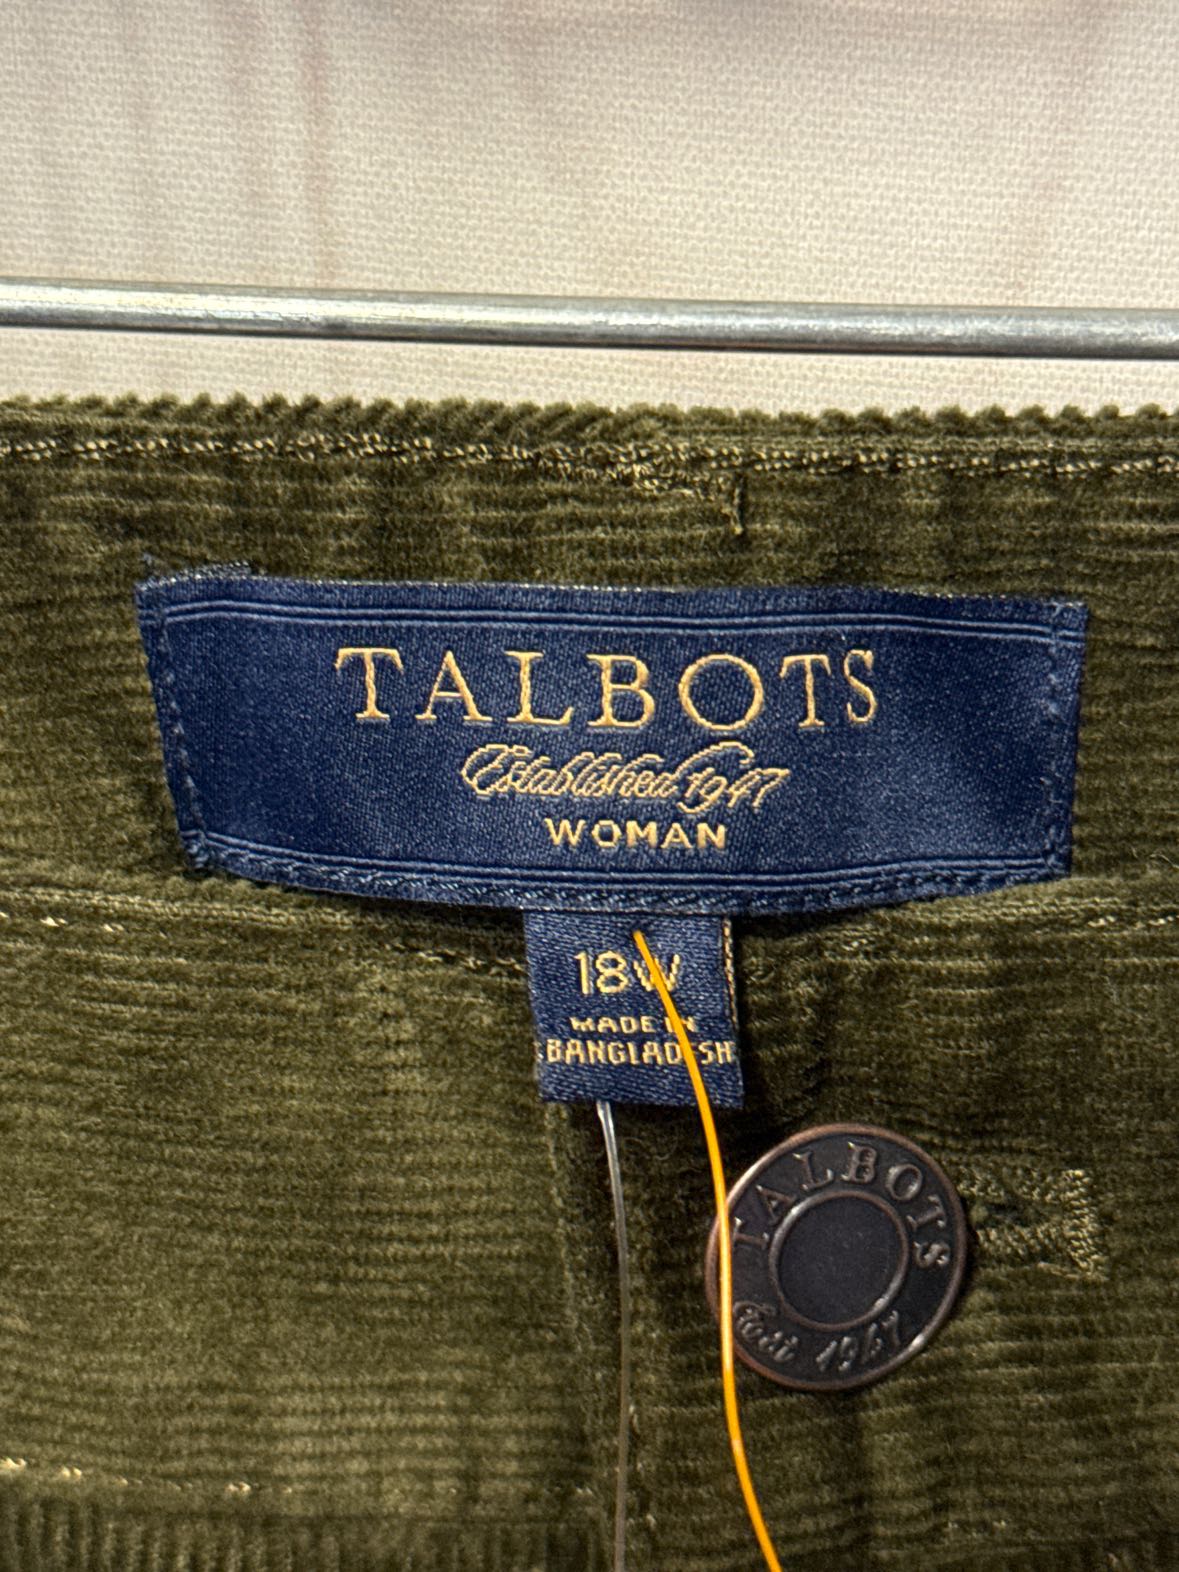 TALBOTS
Established 1947
WOMAN
18W
MADE IN
BANGLADESH
TALBOTS
Est. 1947